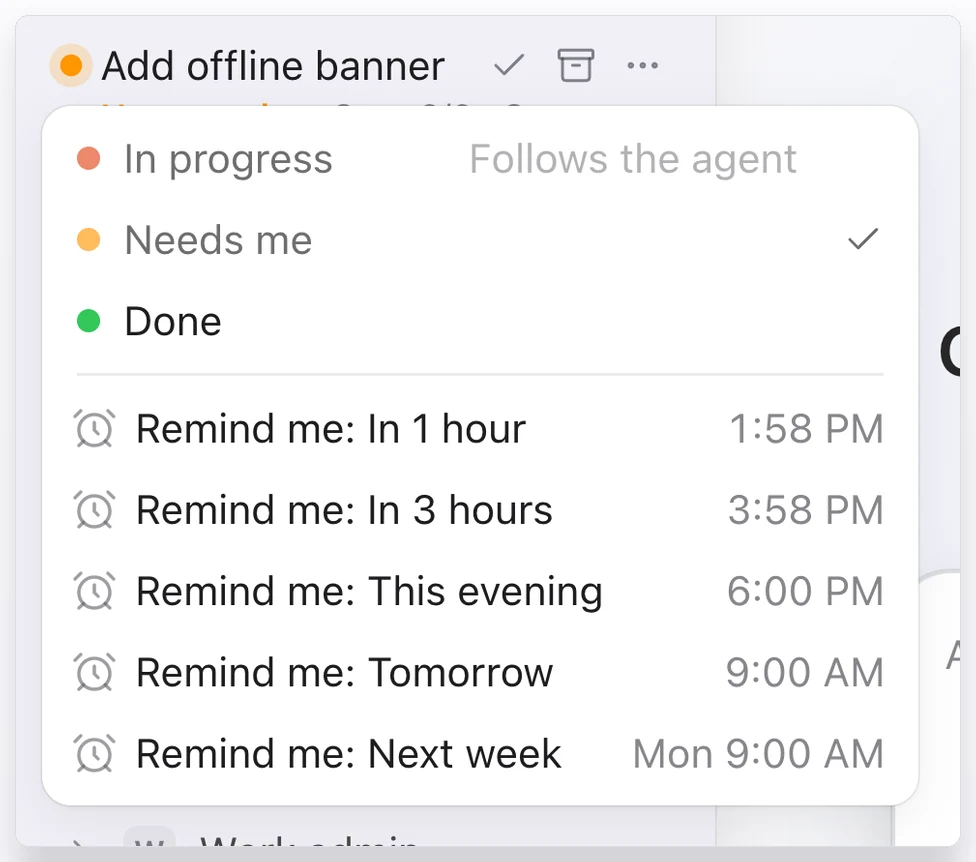 Add offline banner
In progress Follows the agent
Needs me
Done
Remind me: In 1 hour 1:58 PM
Remind me: In 3 hours 3:58 PM
Remind me: This evening 6:00 PM
Remind me: Tomorrow 9:00 AM
Remind me: Next week Mon 9:00 AM
W Work admin